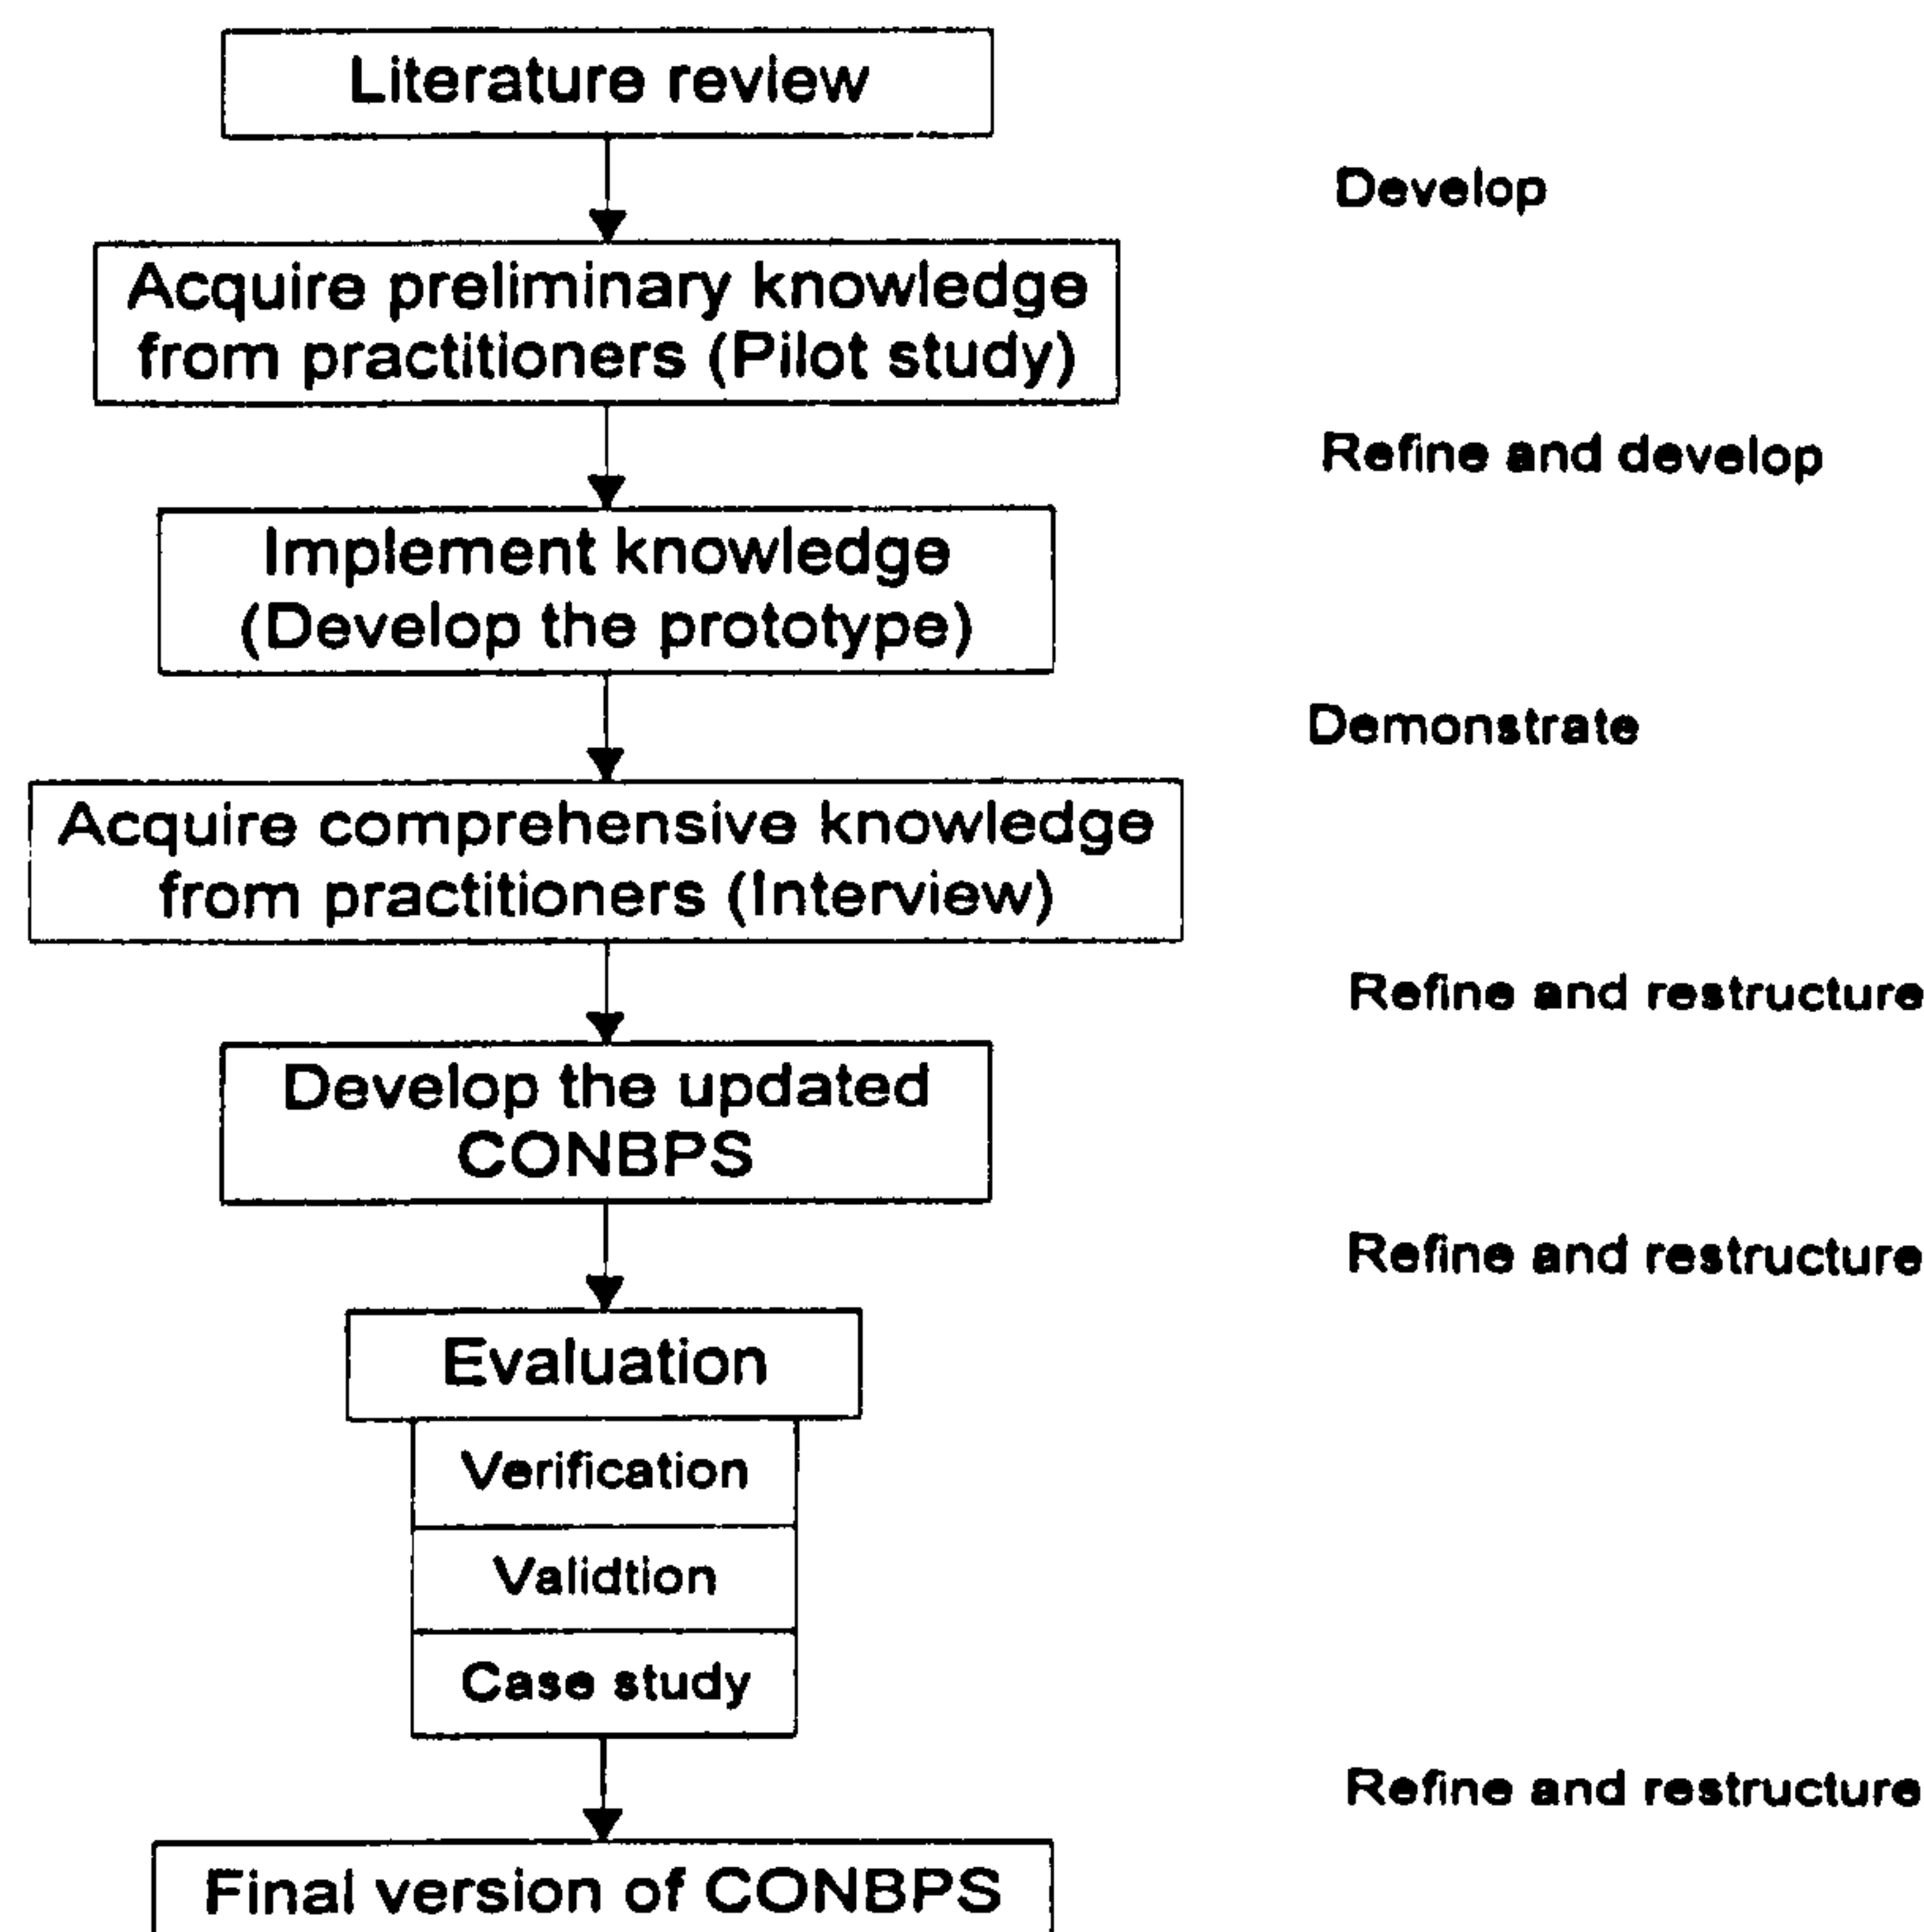 Literature review
Develop
Acquire preliminary knowledge
from practitioners (Pilot study)
Refine and develop
Implement knowledge
(Develop the prototype)
Demonstrate
Acquire comprehensive knowledge
from practitioners (Interview)
Refine and restructure
Develop the updated
CONBPS
Refine and restructure
Evaluation
Verification
Validtion
Case study
Refine and restructure
Final version of CONBPS